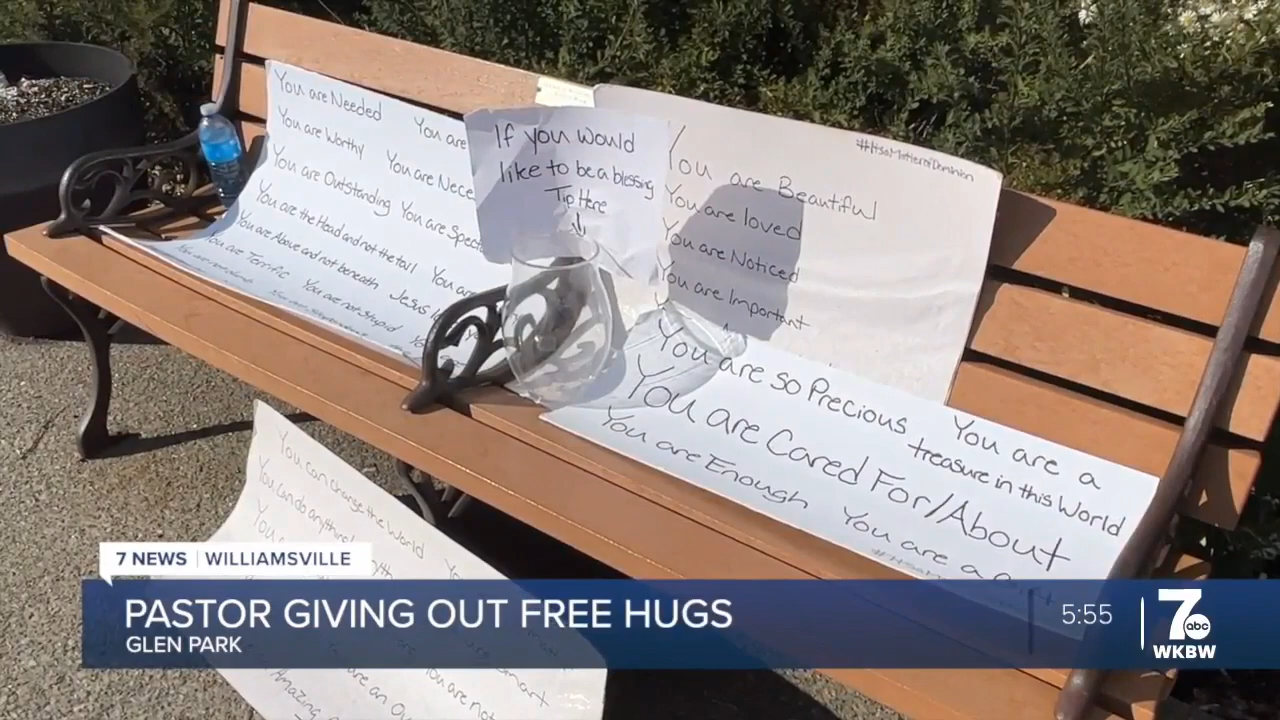 You are Needed
You are
You are Worthy
You are
You are Outstanding
You are
You are the Head and not the tail
You are
You are Above and not beneath
Jesus
You are Terrific
You are not Stupid
If you would
like to be a blessing
Tip Here
#ItsaMatterofDominion
You are Beautiful
You are loved
You are Noticed
You are Important
You are so Precious
You are a
treasure in this World
You are Cared For/About
You are Enough
You are a
You can change the World
You can do anything
You
You are not
Amazing
7 NEWS | WILLIAMSVILLE
PASTOR GIVING OUT FREE HUGS
GLEN PARK
5:55
7
abc
WKBW